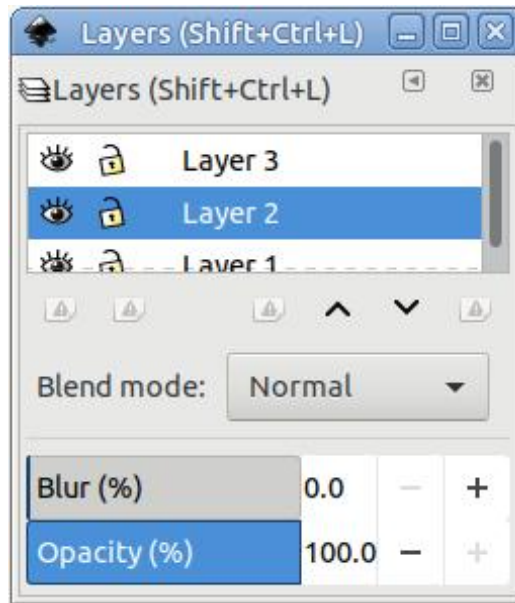 Layers (Shift+Ctrl+L)
Layers (Shift+Ctrl+L)
Layer 3
Layer 2
Layer 1
Blend mode: Normal
Blur (%) 0.0
Opacity (%) 100.0